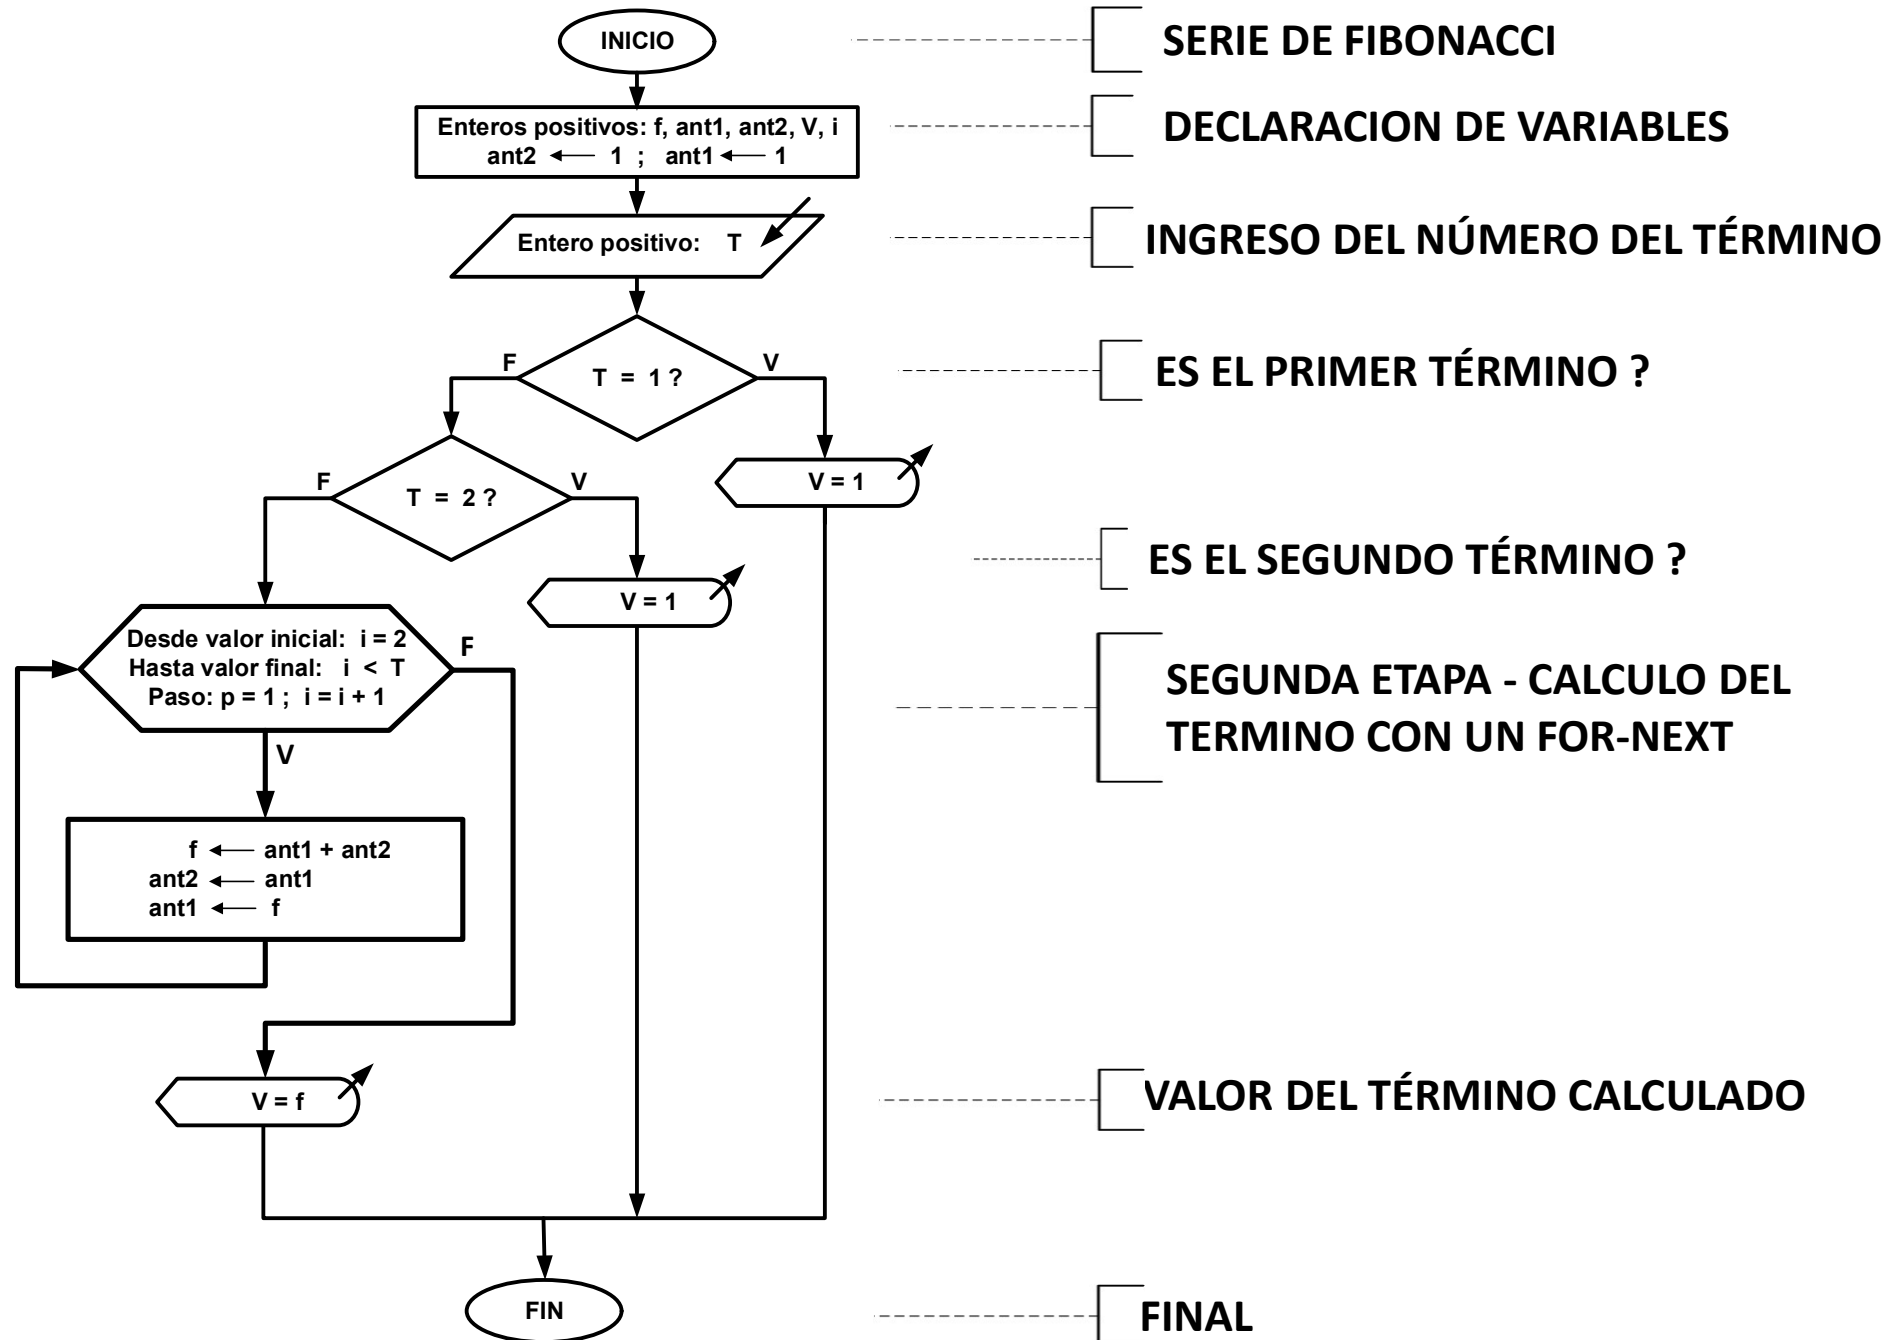 INICIO
SERIE DE FIBONACCI
Enteros positivos: f, ant1, ant2, V, i
ant2 ← 1 ; ant1 ← 1
DECLARACION DE VARIABLES
Entero positivo: T
INGRESO DEL NÚMERO DEL TÉRMINO
F
T = 1 ?
V
ES EL PRIMER TÉRMINO ?
V = 1
F
T = 2 ?
V
ES EL SEGUNDO TÉRMINO ?
V = 1
Desde valor inicial: i = 2
Hasta valor final: i < T
Paso: p = 1 ; i = i + 1
F
V
SEGUNDA ETAPA - CALCULO DEL
TERMINO CON UN FOR-NEXT
f ← ant1 + ant2
ant2 ← ant1
ant1 ← f
V = f
VALOR DEL TÉRMINO CALCULADO
FIN
FINAL